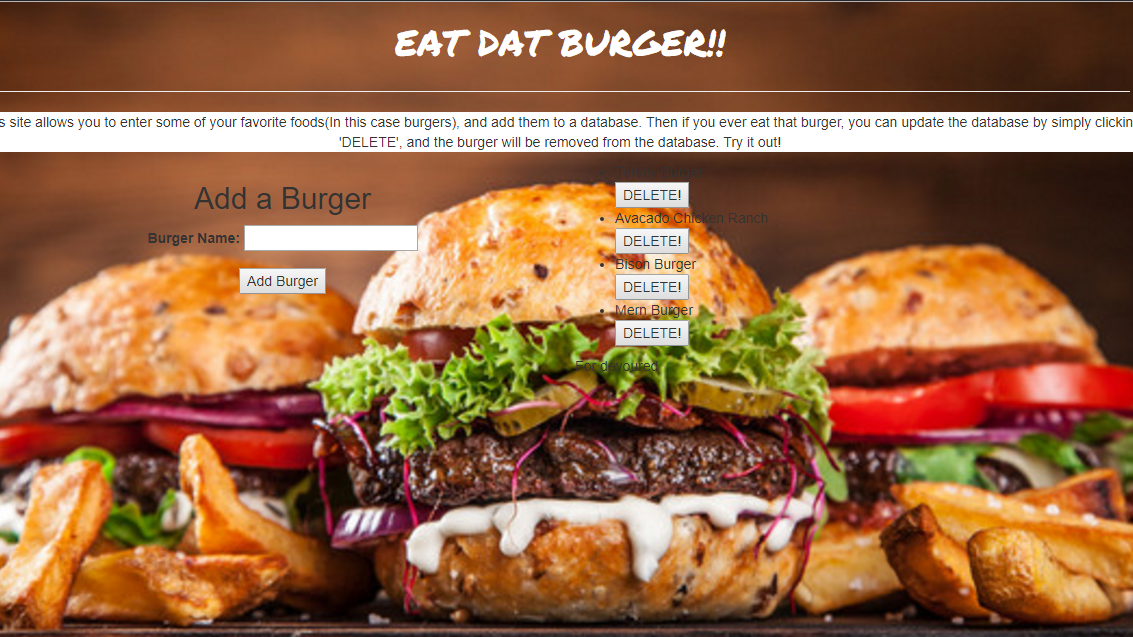 EAT DAT BURGER!!
s site allows you to enter some of your favorite foods(In this case burgers), and add them to a database. Then if you ever eat that burger, you can update the database by simply clickin
'DELETE', and the burger will be removed from the database. Try it out!
Add a Burger
Burger Name:
Add Burger
DELETE!
Avacado Chicken Ranch
DELETE!
Bison Burger
DELETE!
Mem Burger
DELETE!
For devoured